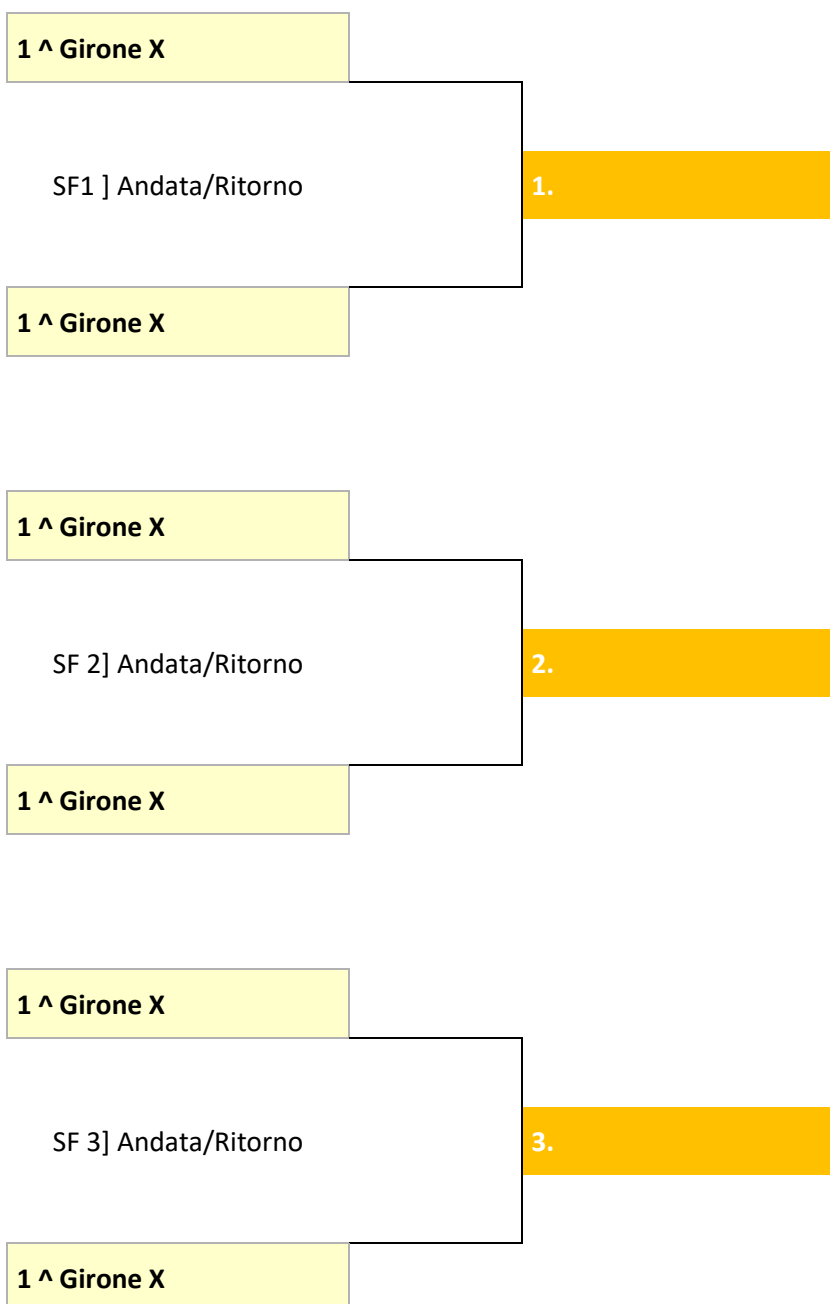 1 ^ Girone X
SF1 ] Andata/Ritorno
1.
1 ^ Girone X
1 ^ Girone X
SF 2] Andata/Ritorno
2.
1 ^ Girone X
1 ^ Girone X
SF 3] Andata/Ritorno
3.
1 ^ Girone X